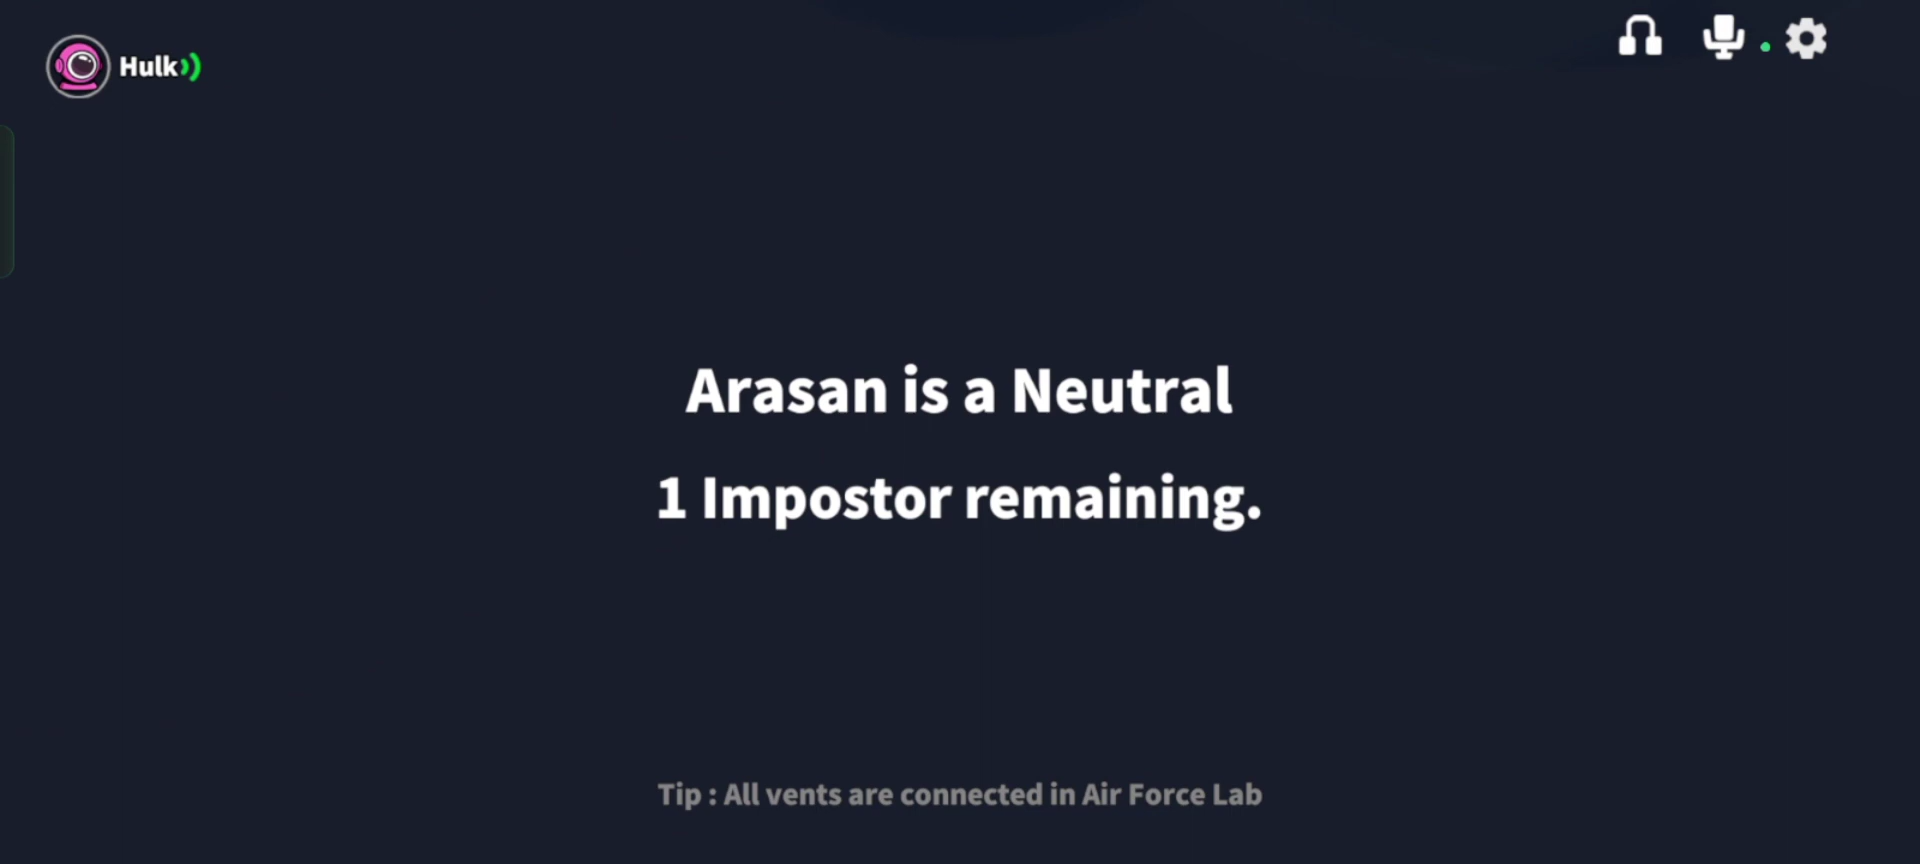 Hulk
Arasan is a Neutral
1 Impostor remaining.
Tip : All vents are connected in Air Force Lab